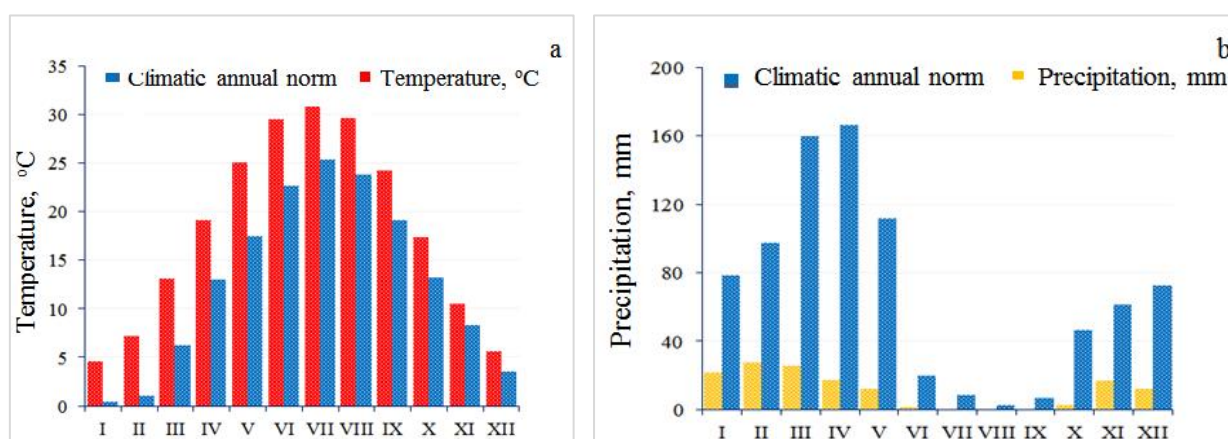 a
Climatic annual norm Temperature, ºC
35
30
25
20
15
10
5
0
Temperature, ºC
I II III IV V VI VII VIII IX X XI XII
b
Climatic annual norm Precipitation, mm
200
160
120
80
40
0
Precipitation, mm
I II III IV V VI VII VIII IX X XI XII